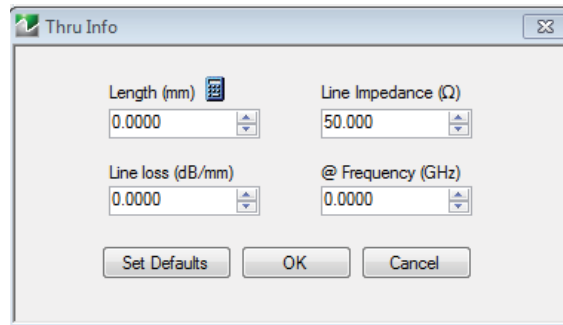 Thru Info
Length (mm) Line Impedance (Ω)
0.0000 50.000
Line loss (dB/mm) @ Frequency (GHz)
0.0000 0.0000
Set Defaults OK Cancel